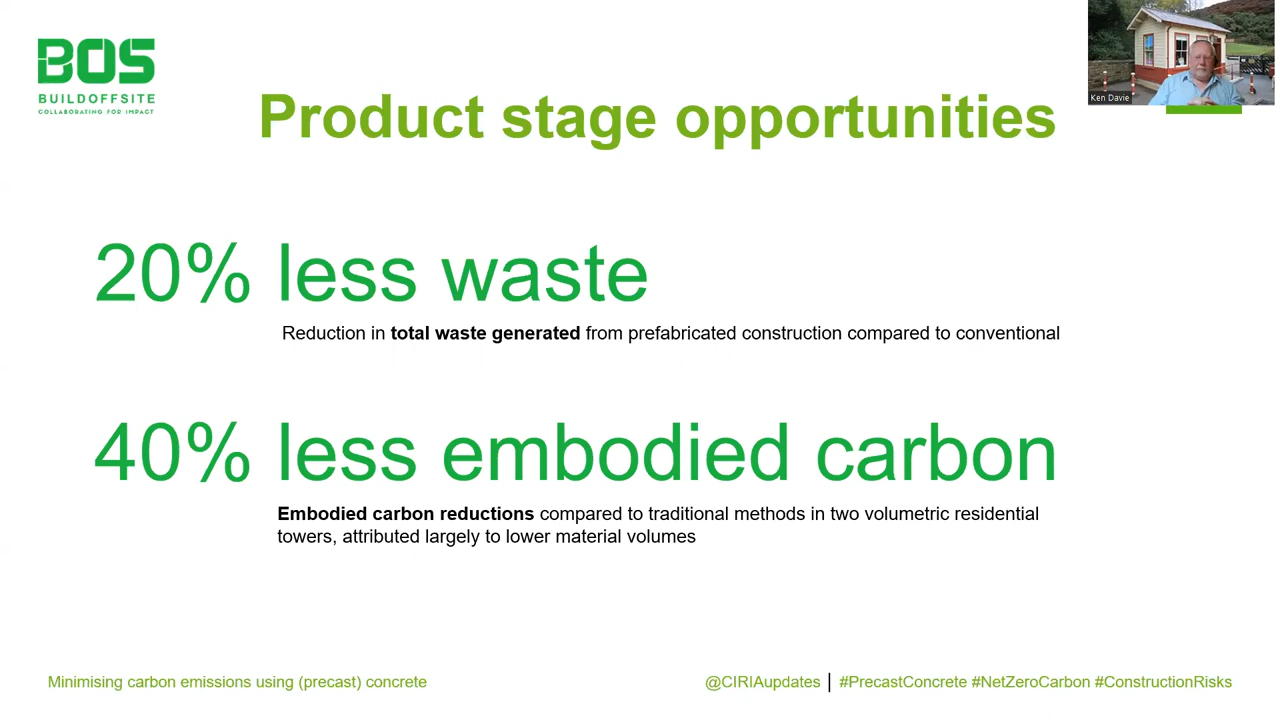 BOS
BUILDOFFSITE
COLLABORATING FOR IMPACT
Ken Davie
Product stage opportunities
20% less waste
Reduction in total waste generated from prefabricated construction compared to conventional
40% less embodied carbon
Embodied carbon reductions compared to traditional methods in two volumetric residential
towers, attributed largely to lower material volumes
Minimising carbon emissions using (precast) concrete
@CIRIAupdates | #PrecastConcrete #NetZeroCarbon #ConstructionRisks